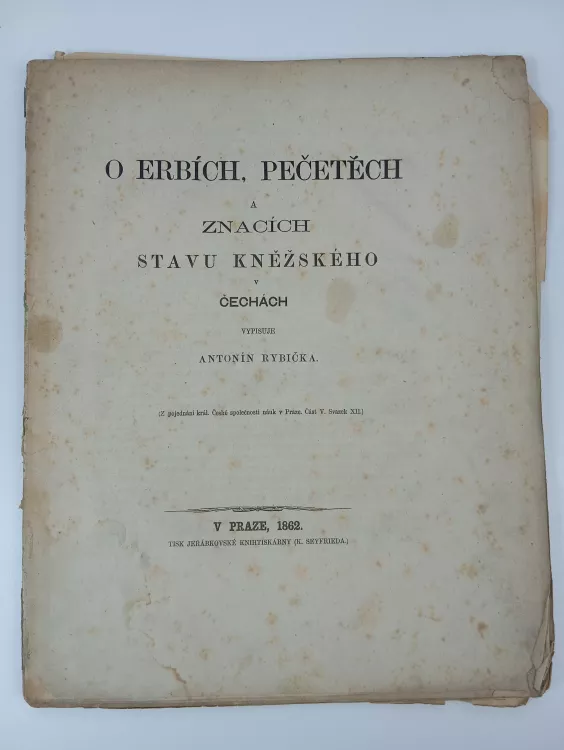 O ERBÍCH, PEČETĚCH
A
ZNACÍCH
STAVU KNĚŽSKÉHO
V
ČECHÁCH
VYPISUJE
ANTONÍN RYBIČKA.
(Z pojednání král. České společnosti náuk v Praze, Část V. Svazek XII.)
V PRAZE, 1862.
TISK JEŘÁBKOVSKÉ KNIHTISKÁRNY (K. SEYFRIEDA.)